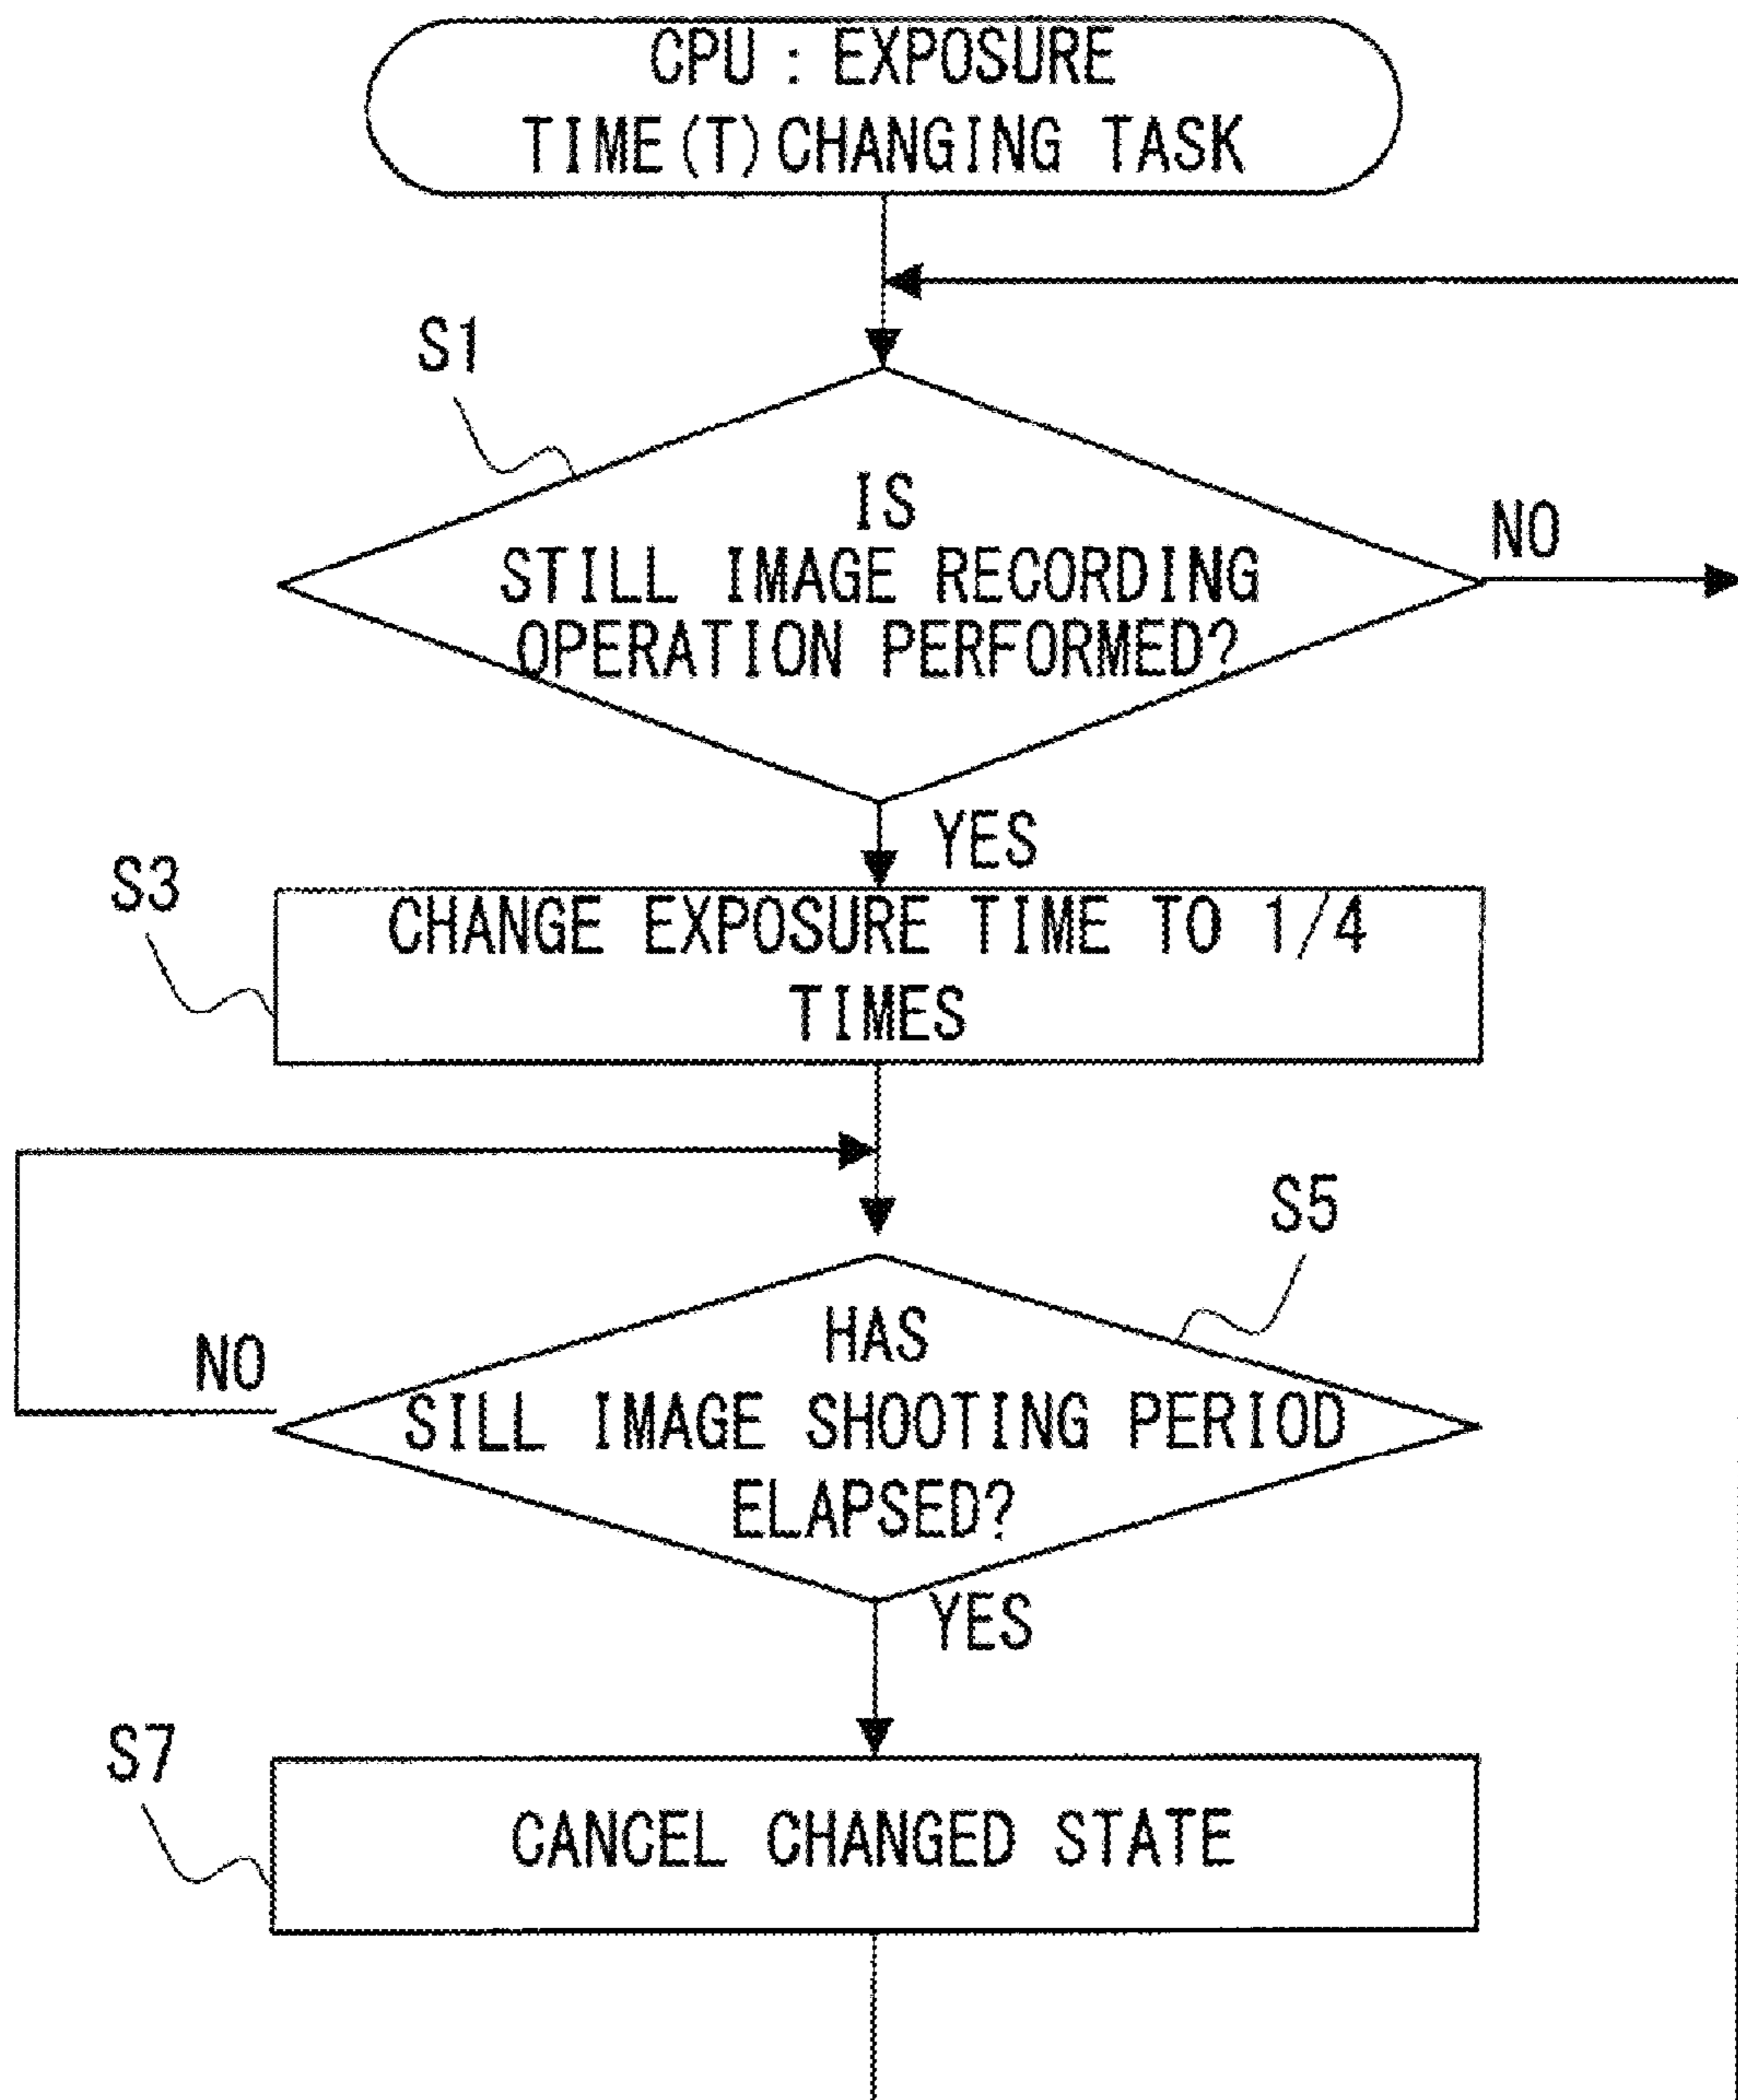 CPU : EXPOSURE
TIME(T)CHANGING TASK
S1
IS
STILL IMAGE RECORDING
OPERATION PERFORMED?
NO
YES
S3
CHANGE EXPOSURE TIME TO 1/4
TIMES
S5
HAS
SILL IMAGE SHOOTING PERIOD
ELAPSED?
NO
YES
S7
CANCEL CHANGED STATE